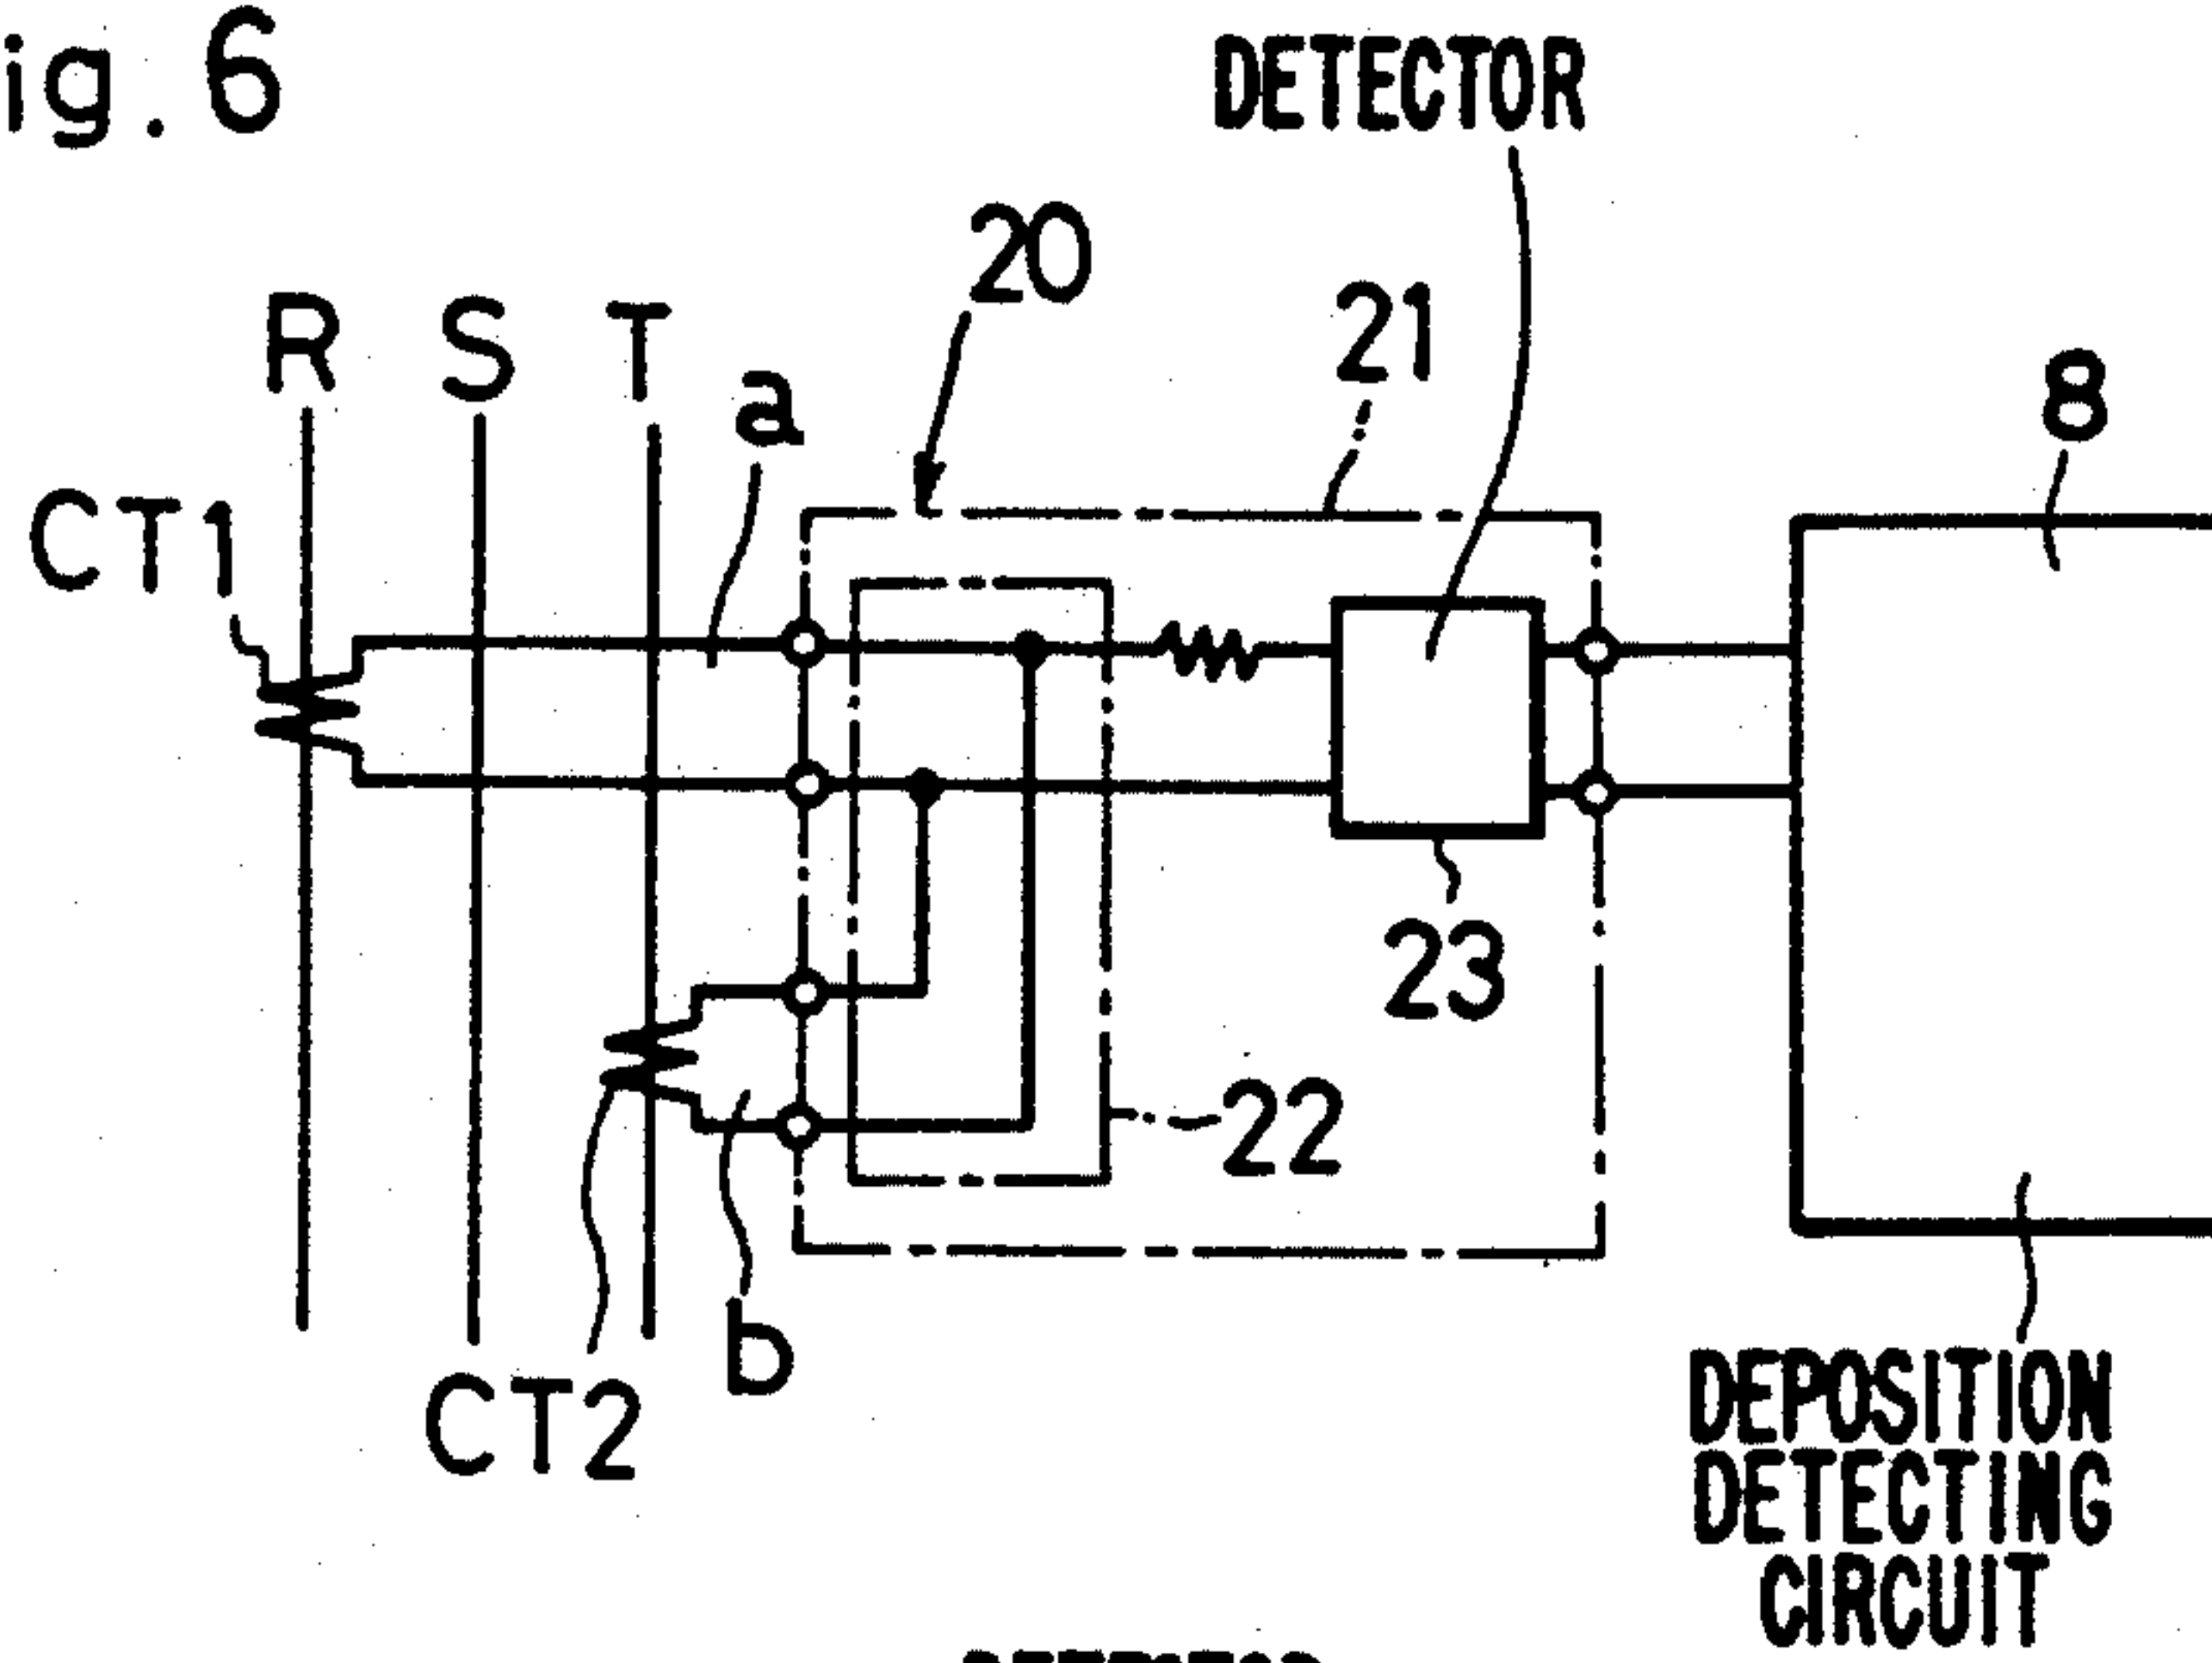 ig. 6
DETECTOR
20
21
R S T
a
8
CT1
23
22
b
CT2
DEPOSITION
DETECTING
CIRCUIT